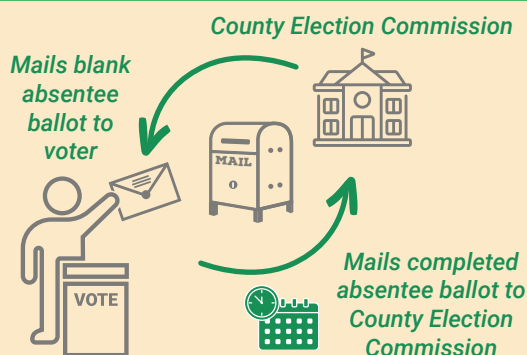 County Election Commission
Mails blank
absentee
ballot to
voter
MAIL
VOTE
Mails completed
absentee ballot to
County Election
Commission